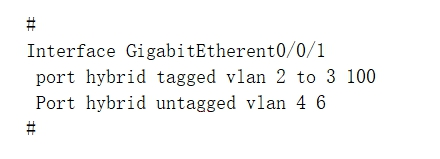 #
Interface GigabitEtherent0/0/1
port hybrid tagged vlan 2 to 3 100
Port hybrid untagged vlan 4 6
#